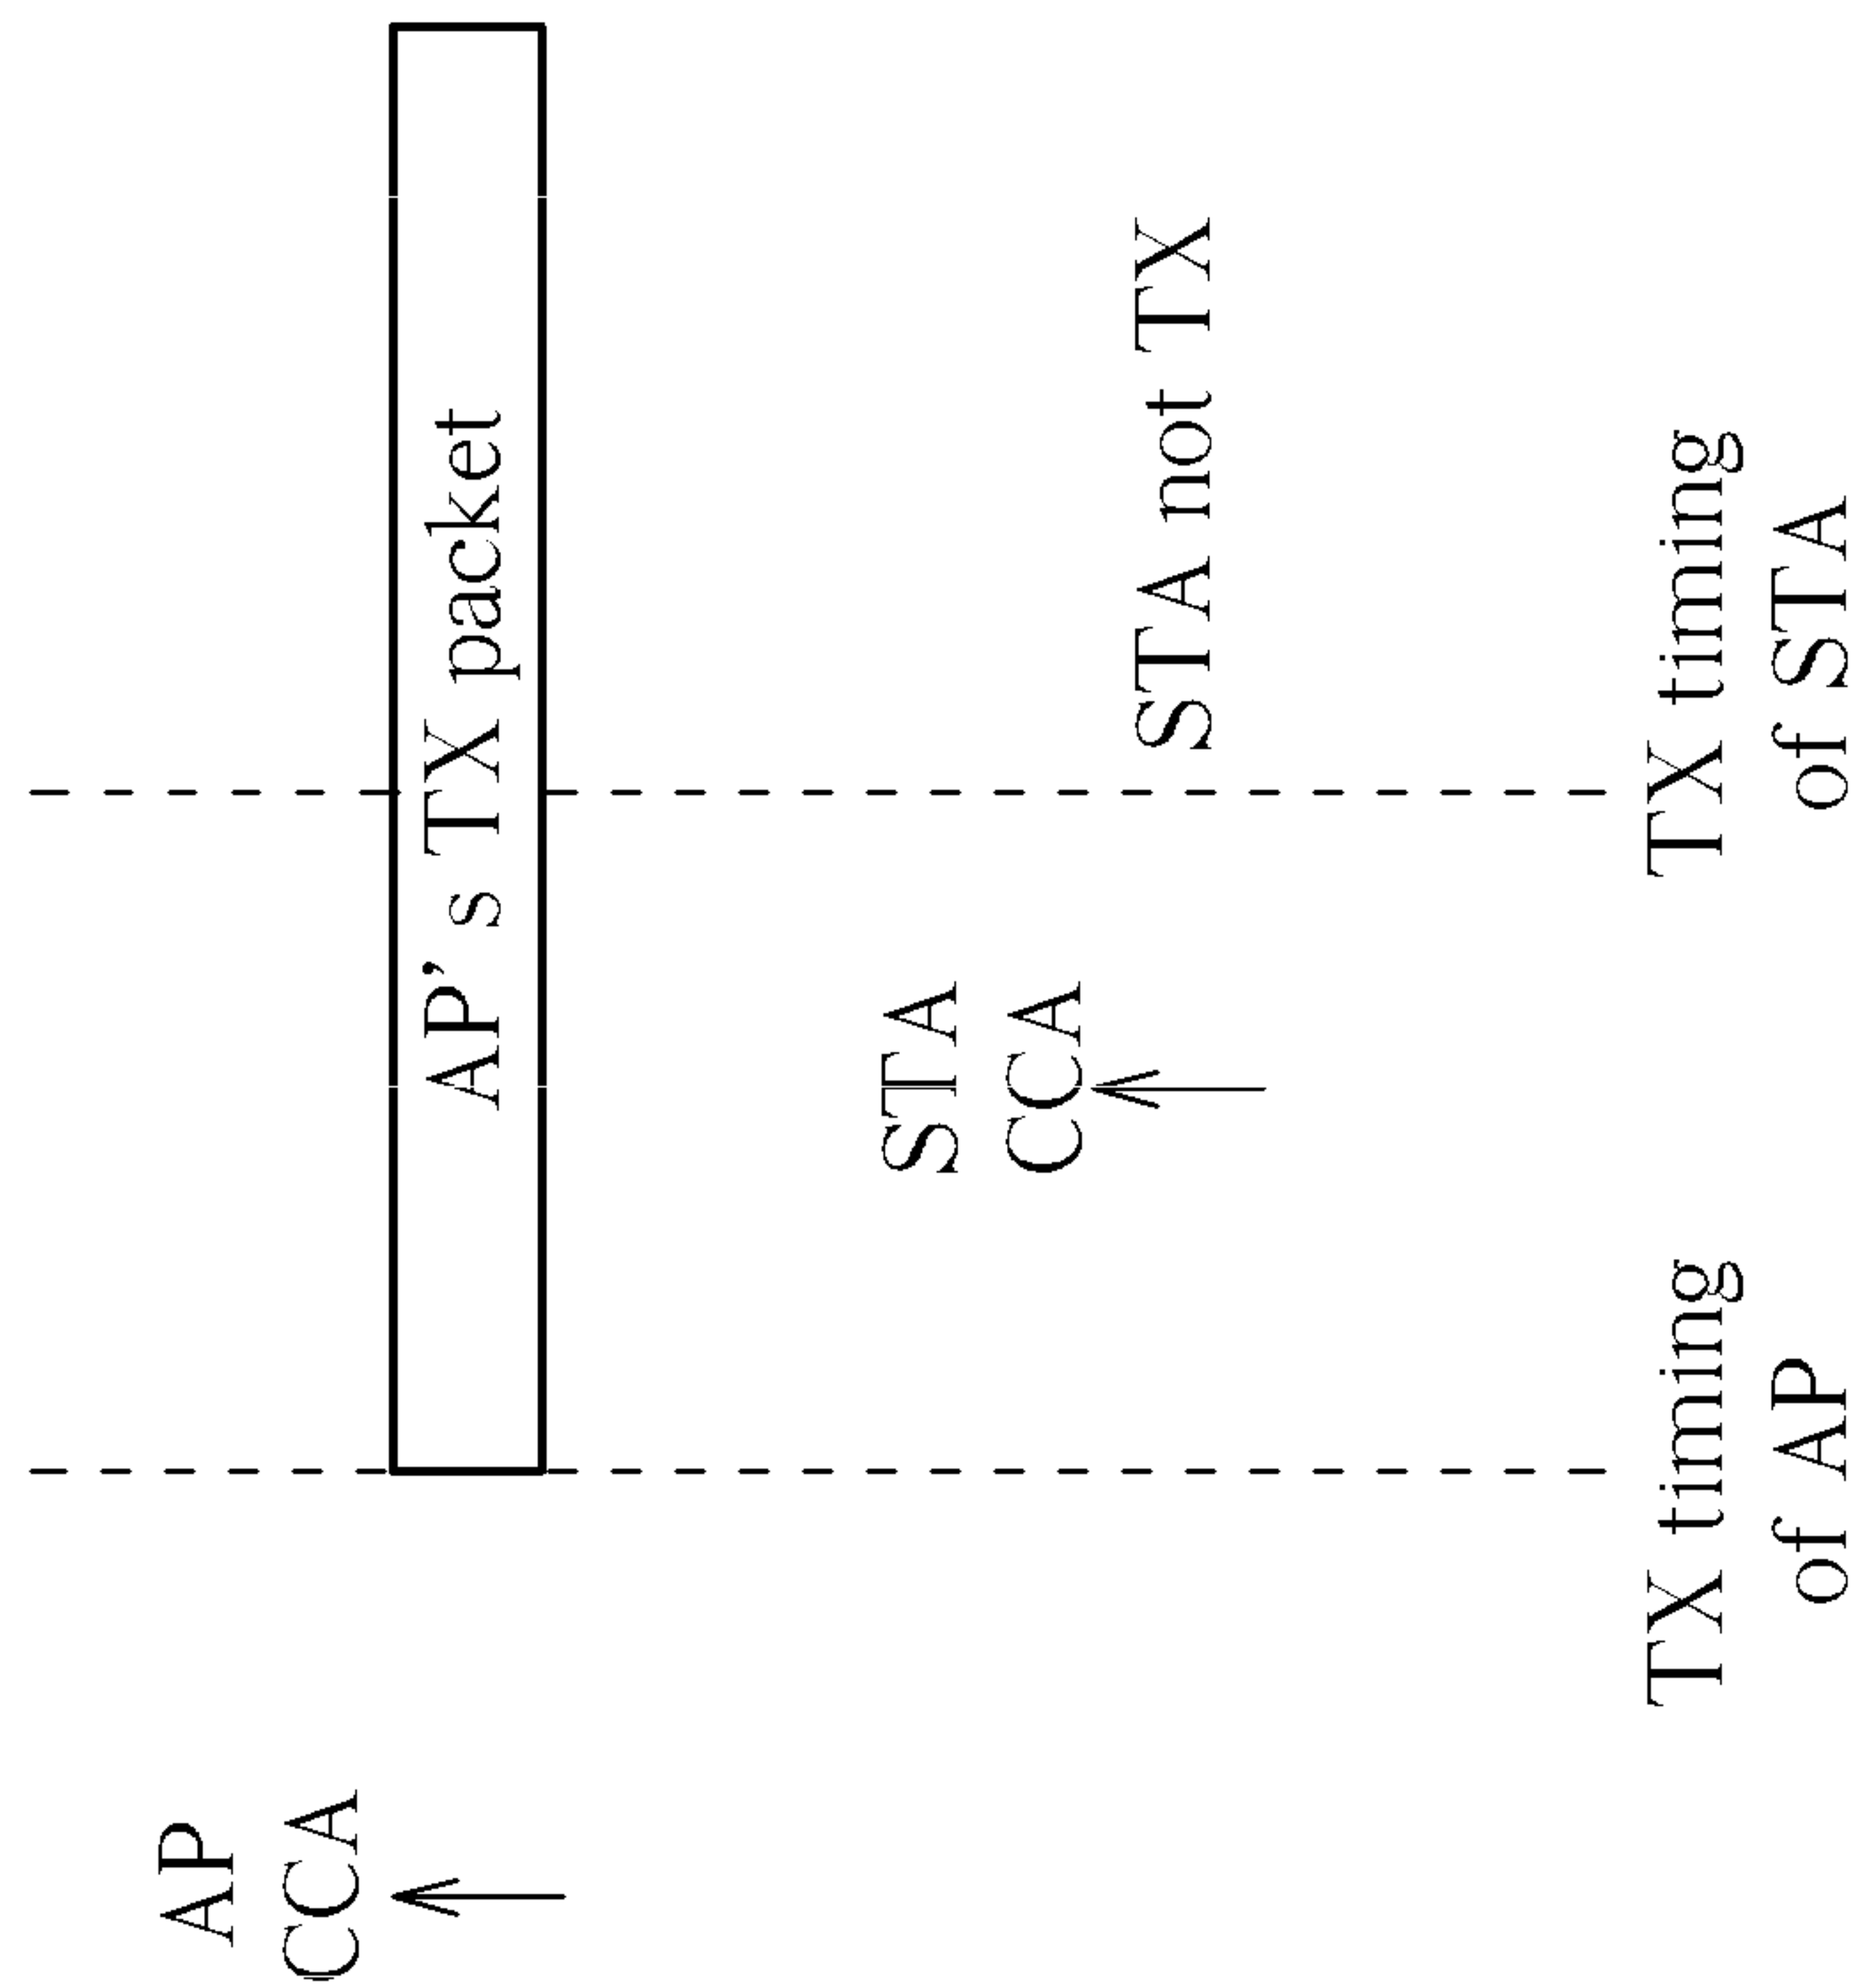 AP
CCA
AP's TX packet
STA
CCA
STA not TX
TX timing
of AP
TX timing
of STA